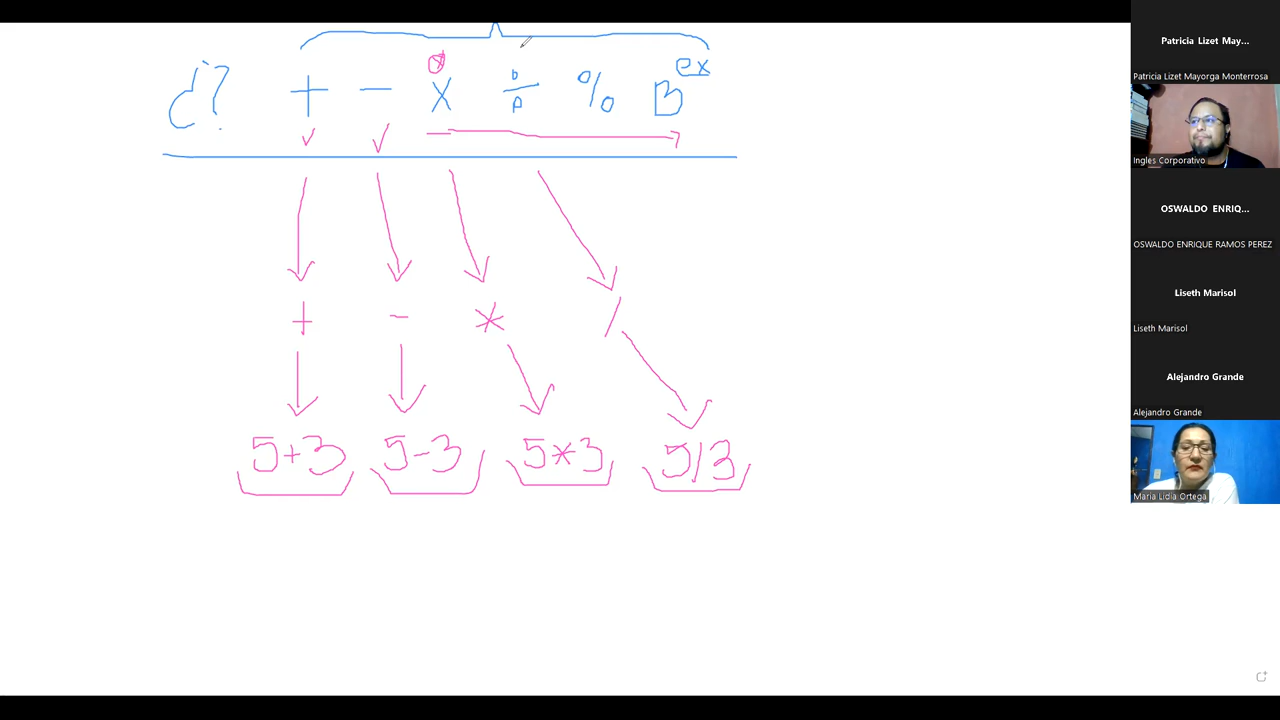 ¿? + - X ÷ % B^ex
+ - * /
5+3 5-3 5*3 5/3
Patricia Lizet May...
Patricia Lizet Mayorga Monterrosa
Ingles Corporativo
OSWALDO ENRIQ...
OSWALDO ENRIQUE RAMOS PEREZ
Liseth Marisol
Liseth Marisol
Alejandro Grande
Alejandro Grande
Maria Lidia Ortega